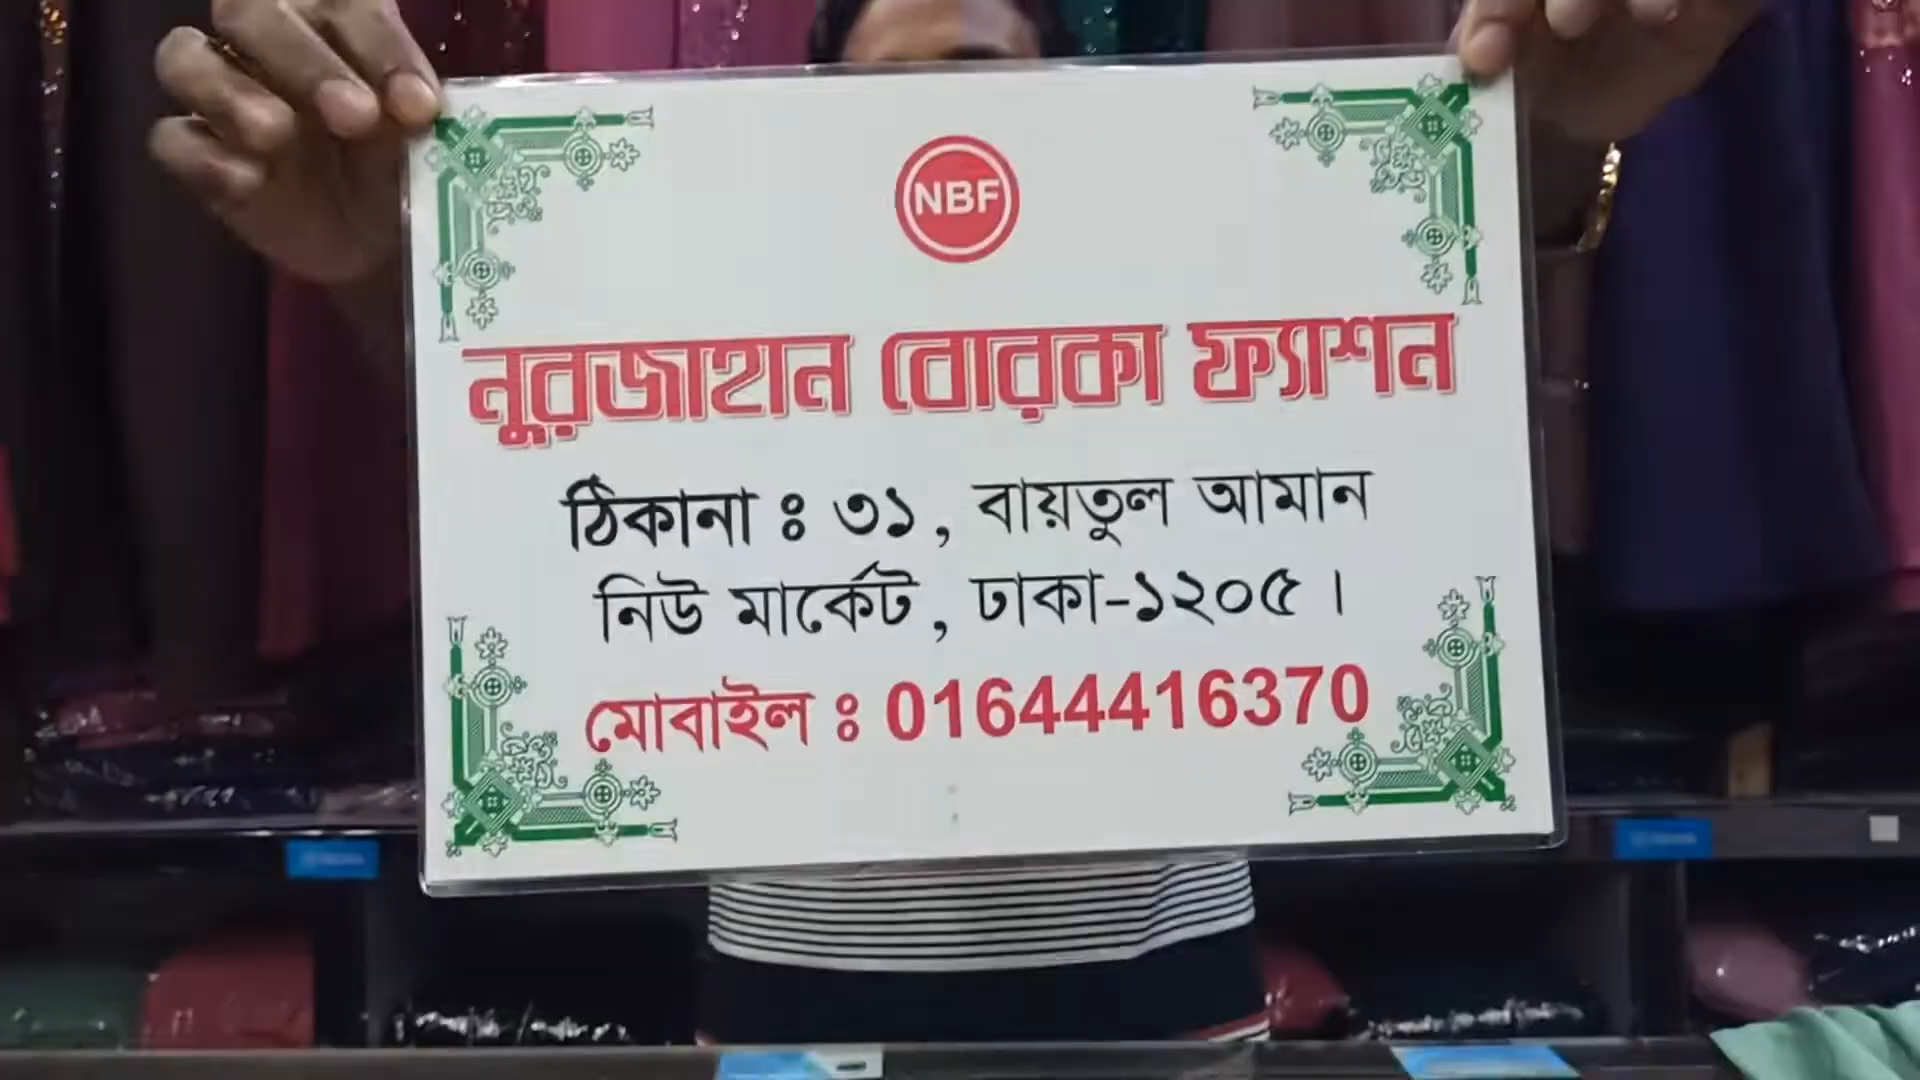 NBF
নুরজাহান বোরকা ফ্যাশন
ঠিকানা ঃ ৩১, বায়তুল আমান
নিউ মার্কেট, ঢাকা-১২০৫।
মোবাইল ঃ 01644416370